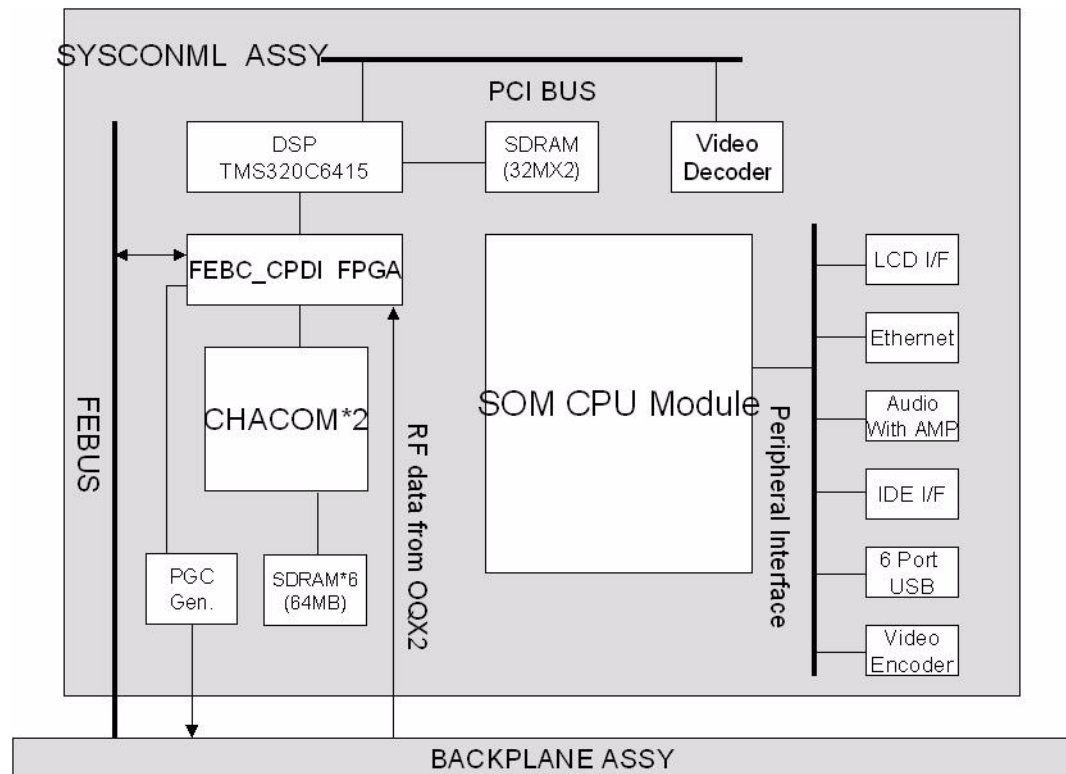 SYSCONML ASSY
PCI BUS
DSP
TMS320C6415
SDRAM
(32MX2)
Video
Decoder
FEBC_CPDI FPGA
CHACOM*2
SOM CPU Module
FEBUS
RF data from OQX2
Peripheral Interface
PGC
Gen.
SDRAM*6
(64MB)
LCD I/F
Ethernet
Audio
With AMP
IDE I/F
6 Port
USB
Video
Encoder
BACKPLANE ASSY